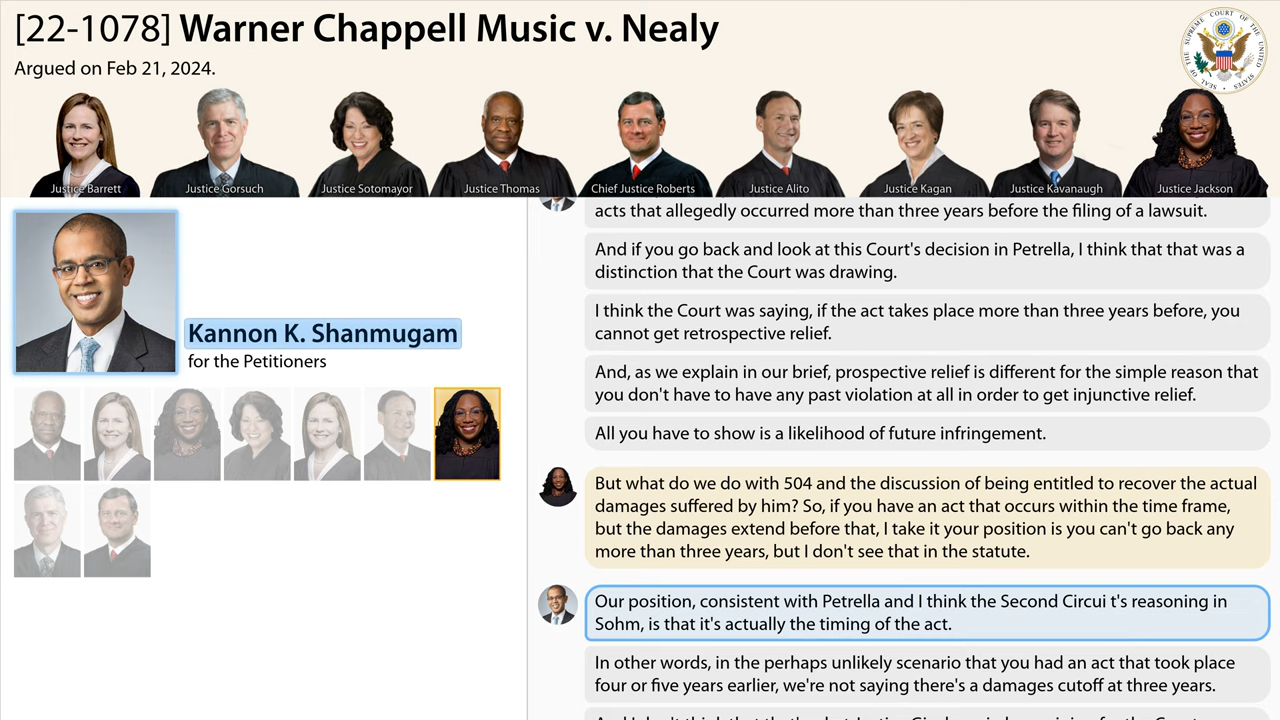 [22-1078] Warner Chappell Music v. Nealy
Argued on Feb 21, 2024.
SUPREME COURT OF THE UNITED STATES
SEAL OF THE
Justice Barrett
Justice Gorsuch
Justice Sotomayor
Justice Thomas
Chief Justice Roberts
Justice Alito
Justice Kagan
Justice Kavanaugh
Justice Jackson
Kannon K. Shanmugam
for the Petitioners
acts that allegedly occurred more than three years before the filing of a lawsuit.
And if you go back and look at this Court's decision in Petrella, I think that that was a
distinction that the Court was drawing.
I think the Court was saying, if the act takes place more than three years before, you
cannot get retrospective relief.
And, as we explain in our brief, prospective relief is different for the simple reason that
you don't have to have any past violation at all in order to get injunctive relief.
All you have to show is a likelihood of future infringement.
But what do we do with 504 and the discussion of being entitled to recover the actual
damages suffered by him? So, if you have an act that occurs within the time frame,
but the damages extend before that, I take it your position is you can't go back any
more than three years, but I don't see that in the statute.
Our position, consistent with Petrella and I think the Second Circui t's reasoning in
Sohm, is that it's actually the timing of the act.
In other words, in the perhaps unlikely scenario that you had an act that took place
four or five years earlier, we're not saying there's a damages cutoff at three years.